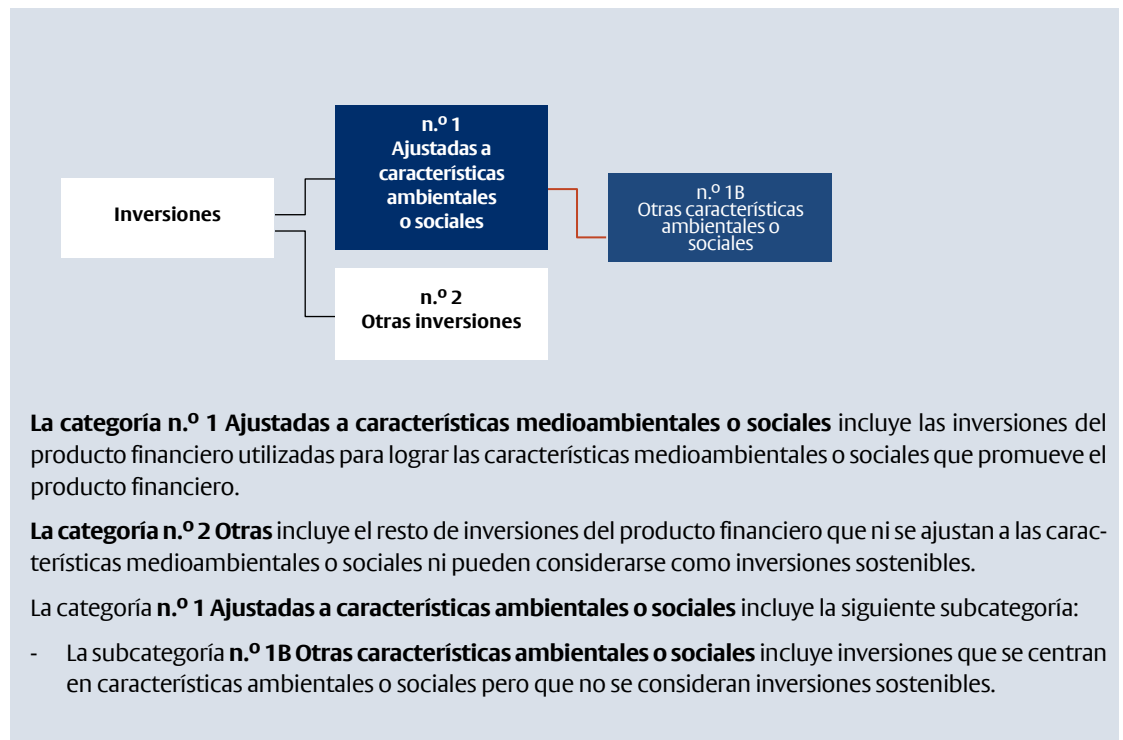 n.º 1
Ajustadas a
características
ambientales
o sociales
Inversiones
n.º 1B
Otras características
ambientales o
sociales
n.º 2
Otras inversiones
La categoría n.º 1 Ajustadas a características medioambientales o sociales incluye las inversiones del
producto financiero utilizadas para lograr las características medioambientales o sociales que promueve el
producto financiero.
La categoría n.º 2 Otras incluye el resto de inversiones del producto financiero que ni se ajustan a las carac-
terísticas medioambientales o sociales ni pueden considerarse como inversiones sostenibles.
La categoría n.º 1 Ajustadas a características ambientales o sociales incluye la siguiente subcategoría:
- La subcategoría n.º 1B Otras características ambientales o sociales incluye inversiones que se centran
en características ambientales o sociales pero que no se consideran inversiones sostenibles.